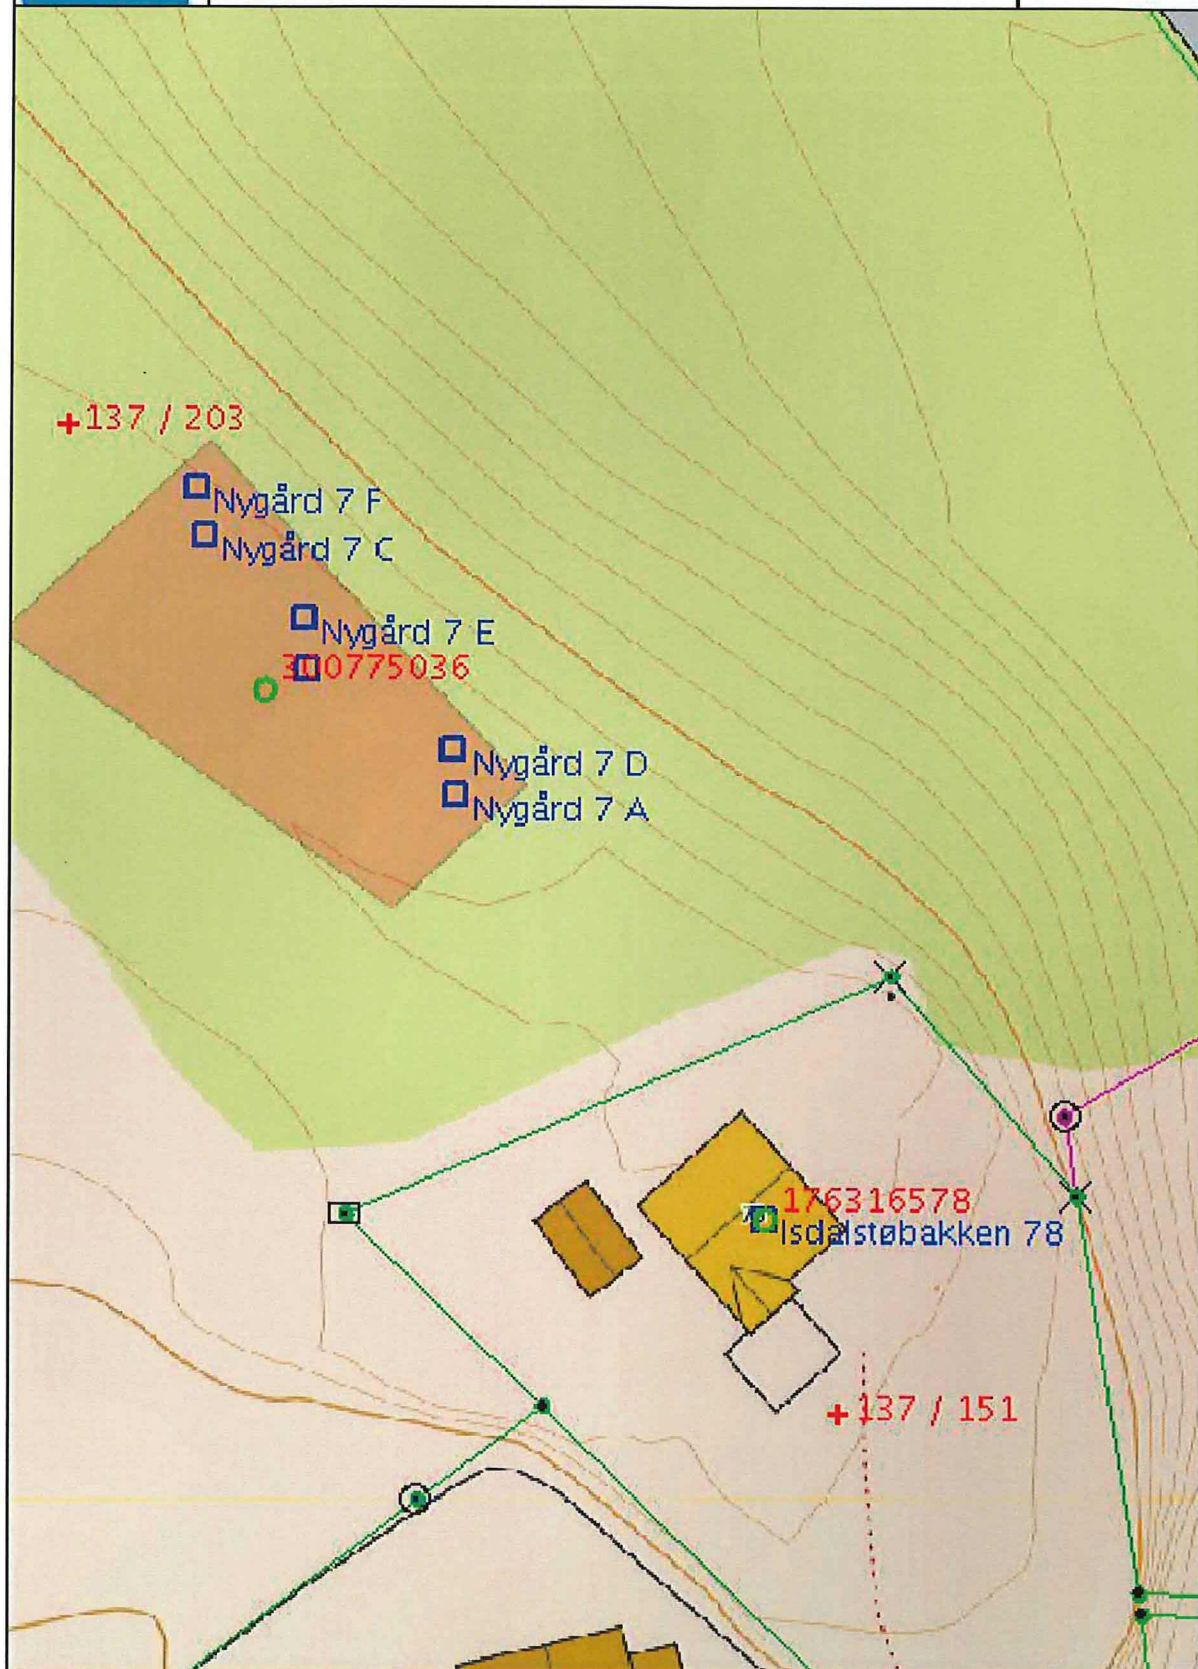 +137 / 203
Nygård 7 F
Nygård 7 C
Nygård 7 E
300775036
Nygård 7 D
Nygård 7 A
176316578
Isdalstøbakken 78
+137 / 151